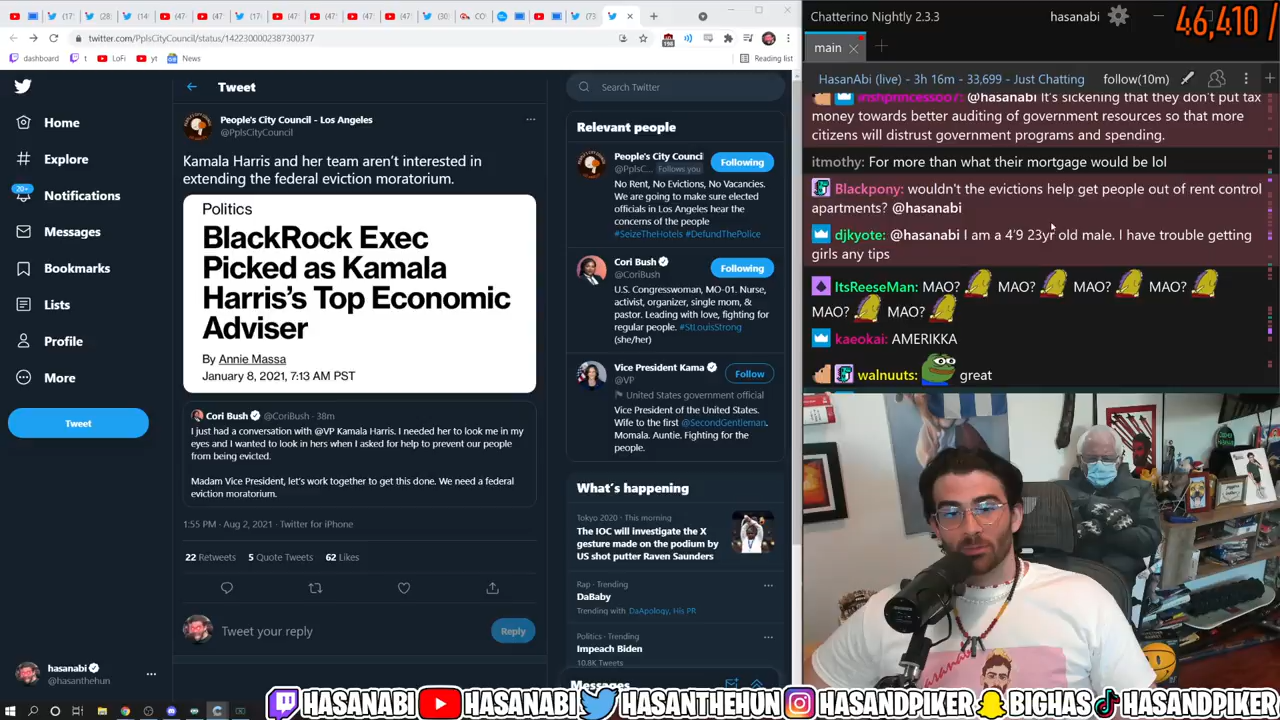 twitter.com/PplsCityCouncil/status/1422300002387300377
dashboard
t
LoFi
yt
News
Reading list
Home
Explore
20+
Notifications
Messages
Bookmarks
Lists
Profile
More
Tweet
hasanabi
@hasanthehun
Tweet
People's City Council - Los Angeles
@PplsCityCouncil
Kamala Harris and her team aren't interested in
extending the federal eviction moratorium.
Politics
BlackRock Exec
Picked as Kamala
Harris's Top Economic
Adviser
By Annie Massa
January 8, 2021, 7:13 AM PST
Cori Bush @CoriBush · 38m
I just had a conversation with @VP Kamala Harris. I needed her to look me in my
eyes and I wanted to look in hers when I asked for help to prevent our people
from being evicted.
Madam Vice President, let's work together to get this done. We need a federal
eviction moratorium.
1:55 PM · Aug 2, 2021 · Twitter for iPhone
22 Retweets 5 Quote Tweets 62 Likes
Tweet your reply
Reply
Search Twitter
Relevant people
People's City Council
@PplsC... Follows you
Following
No Rent, No Evictions, No Vacancies.
We are going to make sure elected
officials in Los Angeles hear the
concerns of the people
#SeizeTheHotels #DefundThePolice
Cori Bush
@CoriBush
Following
U.S. Congresswoman, MO-01. Nurse,
activist, organizer, single mom, &
pastor. Leading with love, fighting for
regular people. #StLouisStrong
(she/her)
Vice President Kama
@VP
Follow
United States government official
Vice President of the United States.
Wife to the first @SecondGentleman.
Momala. Auntie. Fighting for the
people.
What's happening
Tokyo 2020 · This morning
The IOC will investigate the X
gesture made on the podium by
US shot putter Raven Saunders
Rap · Trending
DaBaby
Trending with DaApology, His PR
Politics · Trending
Impeach Biden
10.8K Tweets
Messages
Chatterino Nightly 2.3.3
hasanabi
46,410 /
main
HasanAbi (live) - 3h 16m - 33,699 - Just Chatting
follow(10m)
irishprincess007: @hasanabi It's sickening that they don't put tax
money towards better auditing of government resources so that more
citizens will distrust government programs and spending.
itmothy: For more than what their mortgage would be lol
Blackpony: wouldn't the evictions help get people out of rent control
apartments? @hasanabi
djkyote: @hasanabi I am a 4'9 23yr old male. I have trouble getting
girls any tips
ItsReeseMan: MAO? MAO? MAO? MAO?
MAO? MAO?
kaeokai: AMERIKKA
walnuuts: great
HASANABI HASANABI HASANTHEHUN HASANDPIKER BIGHAS HASANDPIKER